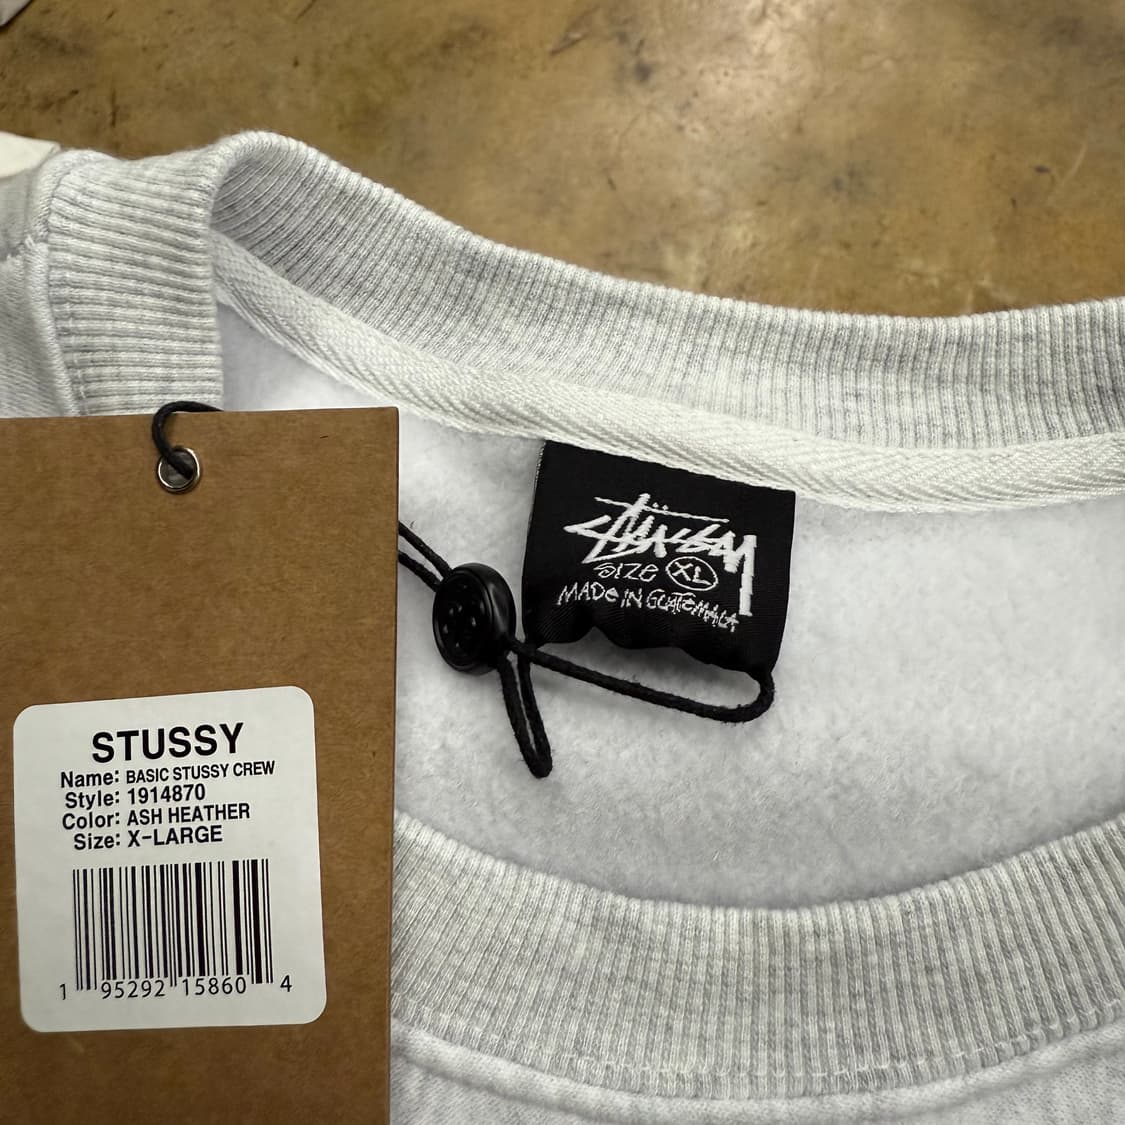 STÜSSY
SIZE XL
MADE IN GUATEMALA
STUSSY
Name: BASIC STUSSY CREW
Style: 1914870
Color: ASH HEATHER
Size: X-LARGE
1 95292 15860 4